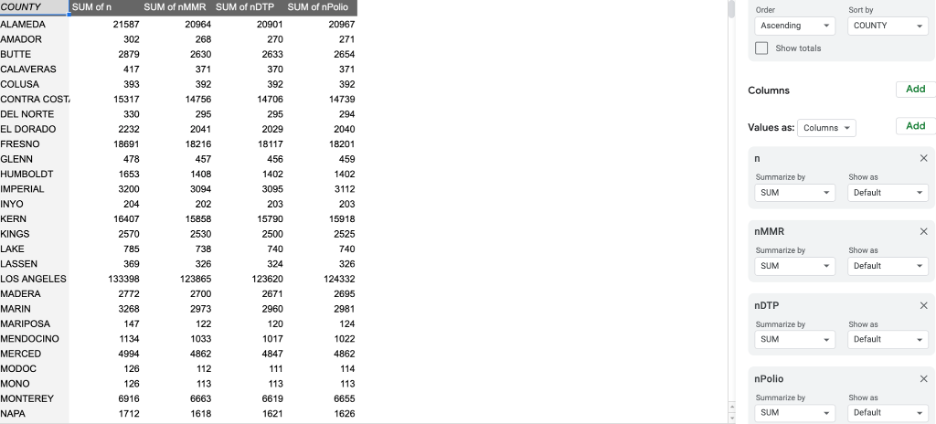 COUNTY SUM of n SUM of nMMR SUM of nDTP SUM of nPolio
ALAMEDA 21587 20964 20901 20967
AMADOR 302 268 270 271
BUTTE 2879 2630 2633 2654
CALAVERAS 417 371 370 371
COLUSA 393 392 392 392
CONTRA COSTA 15317 14756 14706 14739
DEL NORTE 330 295 295 294
EL DORADO 2232 2041 2029 2040
FRESNO 18691 18216 18117 18201
GLENN 478 457 456 459
HUMBOLDT 1653 1408 1402 1402
IMPERIAL 3200 3094 3095 3112
INYO 204 202 203 203
KERN 16407 15858 15790 15918
KINGS 2570 2530 2500 2525
LAKE 785 738 740 740
LASSEN 369 326 324 326
LOS ANGELES 133398 123865 123620 124332
MADERA 2772 2700 2671 2695
MARIN 3268 2973 2960 2981
MARIPOSA 147 122 120 124
MENDOCINO 1134 1033 1017 1022
MERCED 4994 4862 4847 4862
MODOC 126 112 111 114
MONO 126 113 113 113
MONTEREY 6916 6663 6619 6655
NAPA 1712 1618 1621 1626
Order Sort by
Ascending COUNTY
Show totals
Columns Add
Values as: Columns Add
n
Summarize by Show as
SUM Default
nMMR
Summarize by Show as
SUM Default
nDTP
Summarize by Show as
SUM Default
nPolio
Summarize by Show as
SUM Default